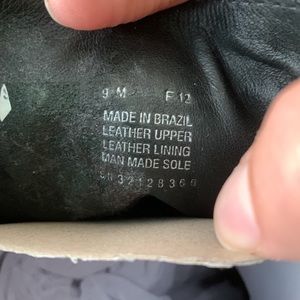 9 M F 12
MADE IN BRAZIL
LEATHER UPPER
LEATHER LINING
MAN MADE SOLE